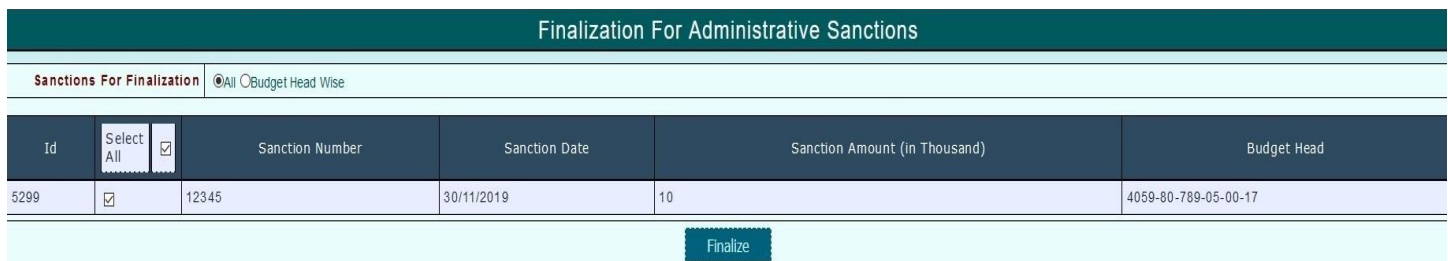 Finalization For Administrative Sanctions
Sanctions For Finalization All Budget Head Wise
Id Select All Sanction Number Sanction Date Sanction Amount (in Thousand) Budget Head
5299 12345 30/11/2019 10 4059-80-789-05-00-17
Finalize